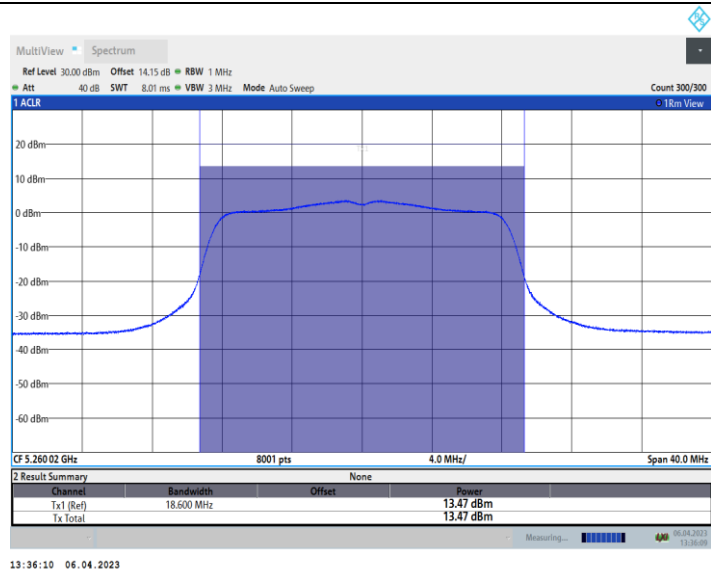 MultiView Spectrum
Ref Level 30.00 dBm Offset 14.15 dB RBW 1 MHz
Att 40 dB SWT 8.01 ms VBW 3 MHz Mode Auto Sweep Count 300/300
1 ACLR 1Rm View
20 dBm
10 dBm
0 dBm
-10 dBm
-20 dBm
-30 dBm
-40 dBm
-50 dBm
-60 dBm
CF 5.260 02 GHz 8001 pts 4.0 MHz/ Span 40.0 MHz
2 Result Summary None
Channel Bandwidth Offset Power
Tx1 (Ref) 18.600 MHz 13.47 dBm
Tx Total 13.47 dBm
Measuring... 06.04.2023
13:36:09
13:36:10 06.04.2023